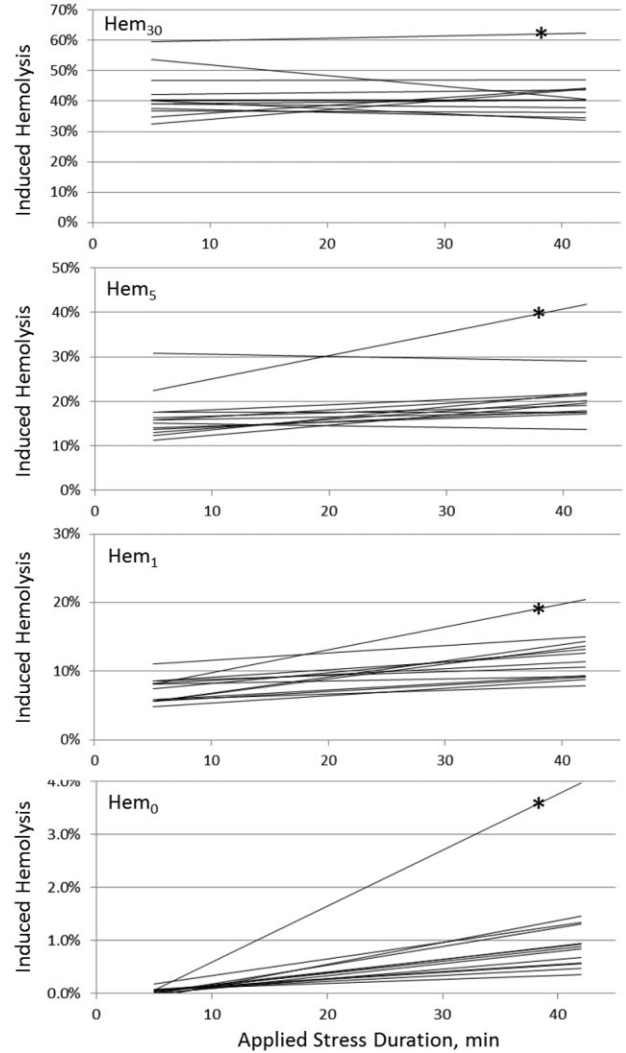 Induced Hemolysis
Hem₃₀
*
70%
60%
50%
40%
30%
20%
10%
0%
0 10 20 30 40
Induced Hemolysis
Hem₅
*
50%
40%
30%
20%
10%
0%
0 10 20 30 40
Induced Hemolysis
Hem₁
*
30%
20%
10%
0%
0 10 20 30 40
Induced Hemolysis
Hem₀
*
4.0%
3.0%
2.0%
1.0%
0.0%
0 10 20 30 40
Applied Stress Duration, min